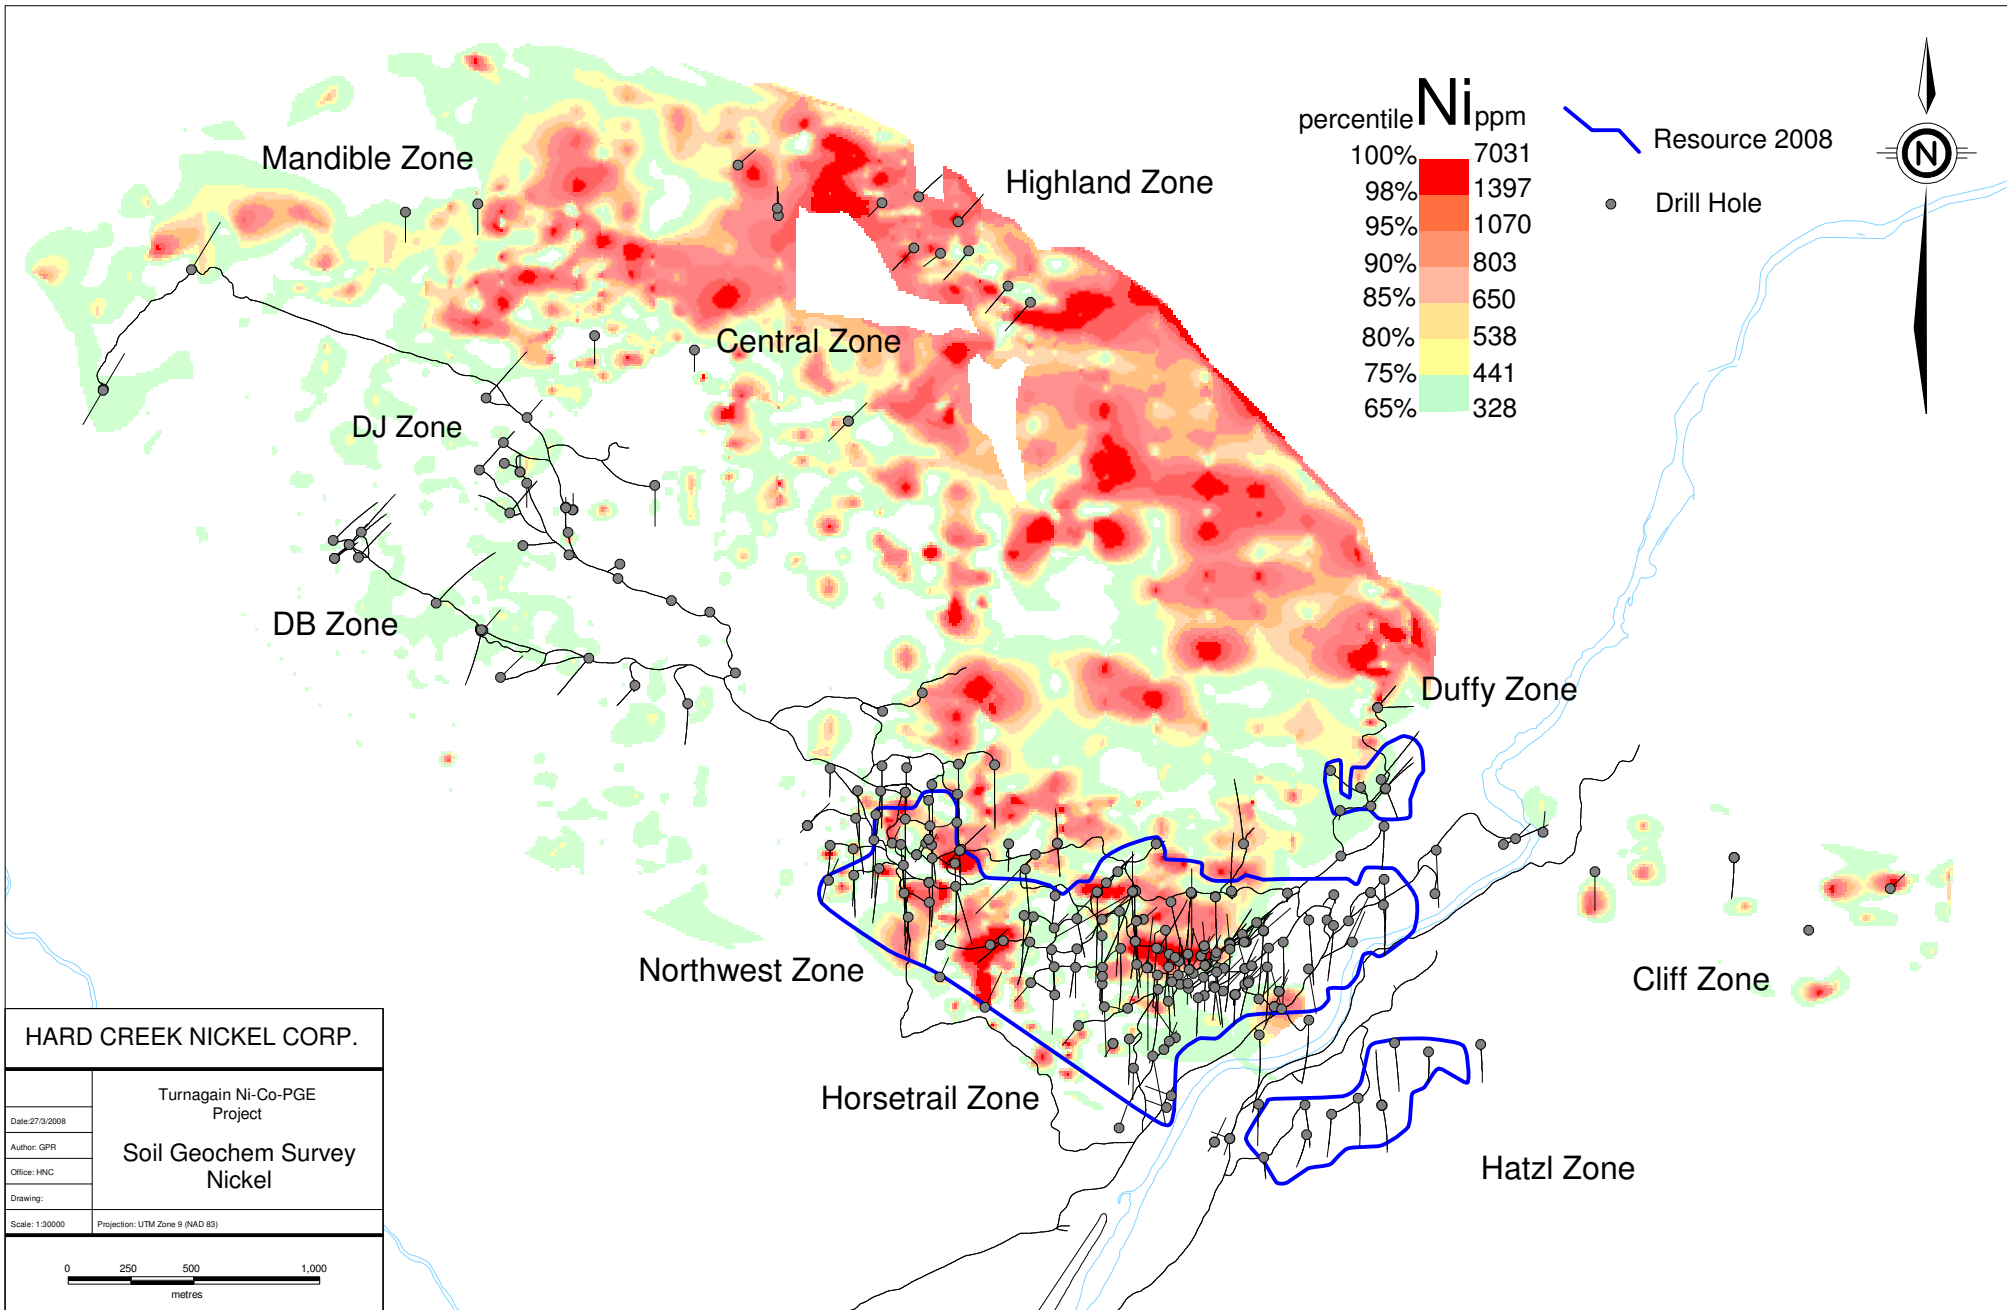 percentile Ni ppm
100% 7031
98% 1397
95% 1070
90% 803
85% 650
80% 538
75% 441
65% 328
Resource 2008
Drill Hole
N
Mandible Zone
Highland Zone
Central Zone
DJ Zone
DB Zone
Duffy Zone
Northwest Zone
Cliff Zone
Horsetrail Zone
Hatzl Zone
HARD CREEK NICKEL CORP.
Turnagain Ni-Co-PGE
Project
Soil Geochem Survey
Nickel
Date:27/3/2008
Author: GPR
Office: HNC
Drawing:
Scale: 1:30000
Projection: UTM Zone 9 (NAD 83)
0 250 500 1,000
metres